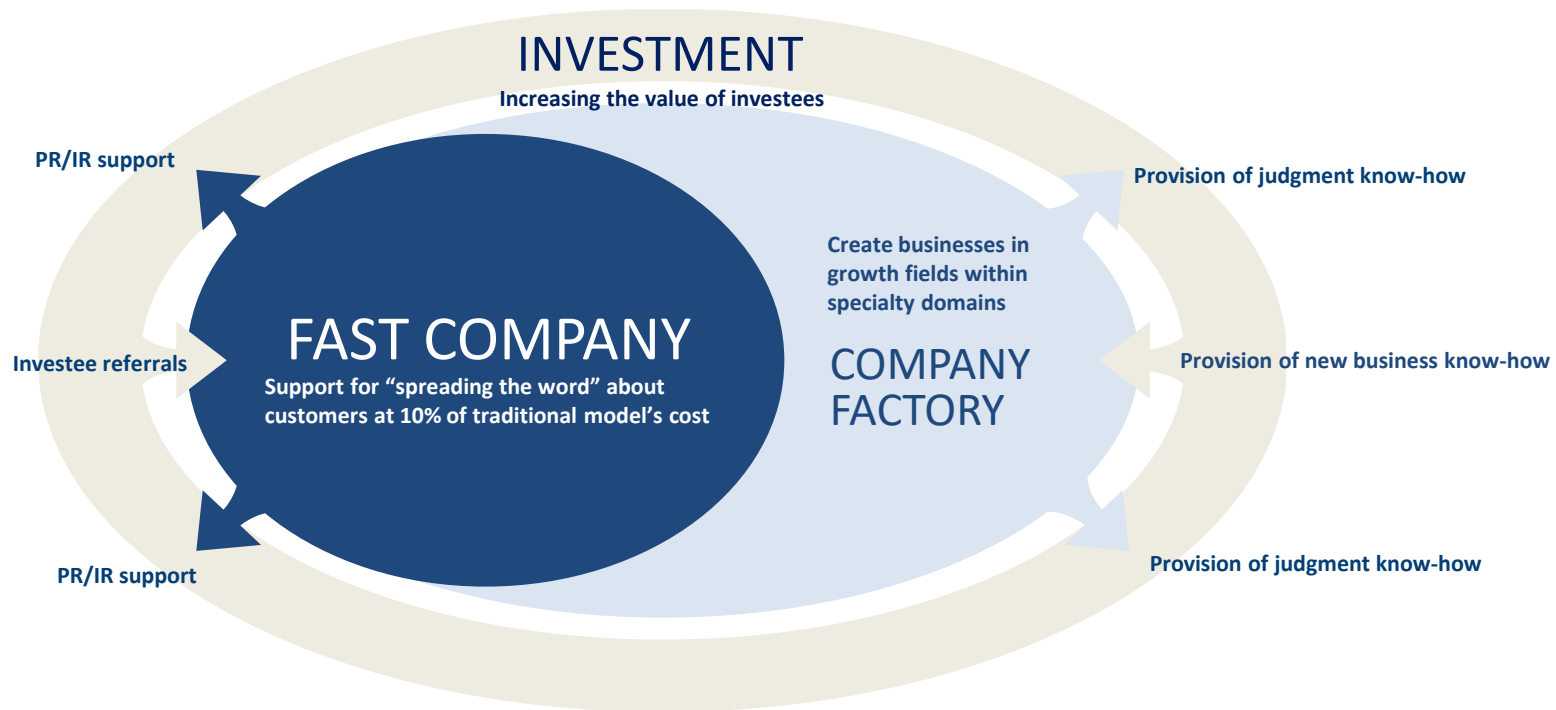 INVESTMENT
Increasing the value of investees
PR/IR support
Provision of judgment know-how
Create businesses in
growth fields within
specialty domains
FAST COMPANY
Support for “spreading the word” about
customers at 10% of traditional model’s cost
COMPANY
FACTORY
Investee referrals
Provision of new business know-how
PR/IR support
Provision of judgment know-how